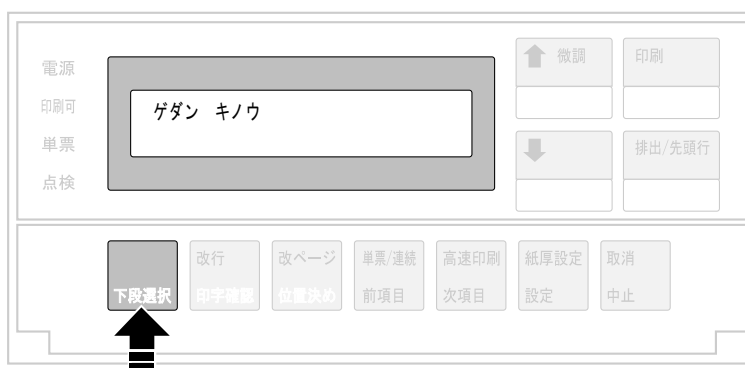 電源
印刷可
単票
点検
ゲダン キノウ
微調
印刷
排出/先頭行
下段選択
改行
印字確認
改ページ
位置決め
単票/連続
前項目
高速印刷
次項目
紙厚設定
設定
取消
中止